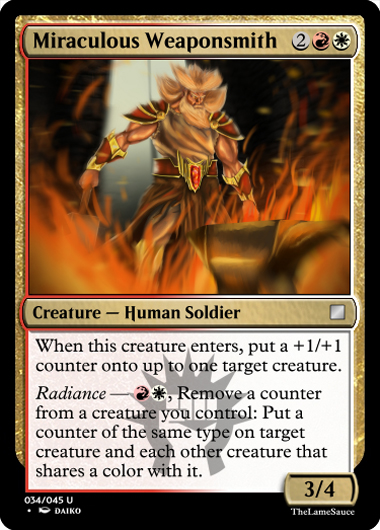 Miraculous Weaponsmith 2
Creature — Human Soldier
When this creature enters, put a +1/+1
counter onto up to one target creature.
Radiance — , Remove a counter
from a creature you control: Put a
counter of the same type on target
creature and each other creature that
shares a color with it.
3/4
034/045 U
• DAIKO
TheLameSauce